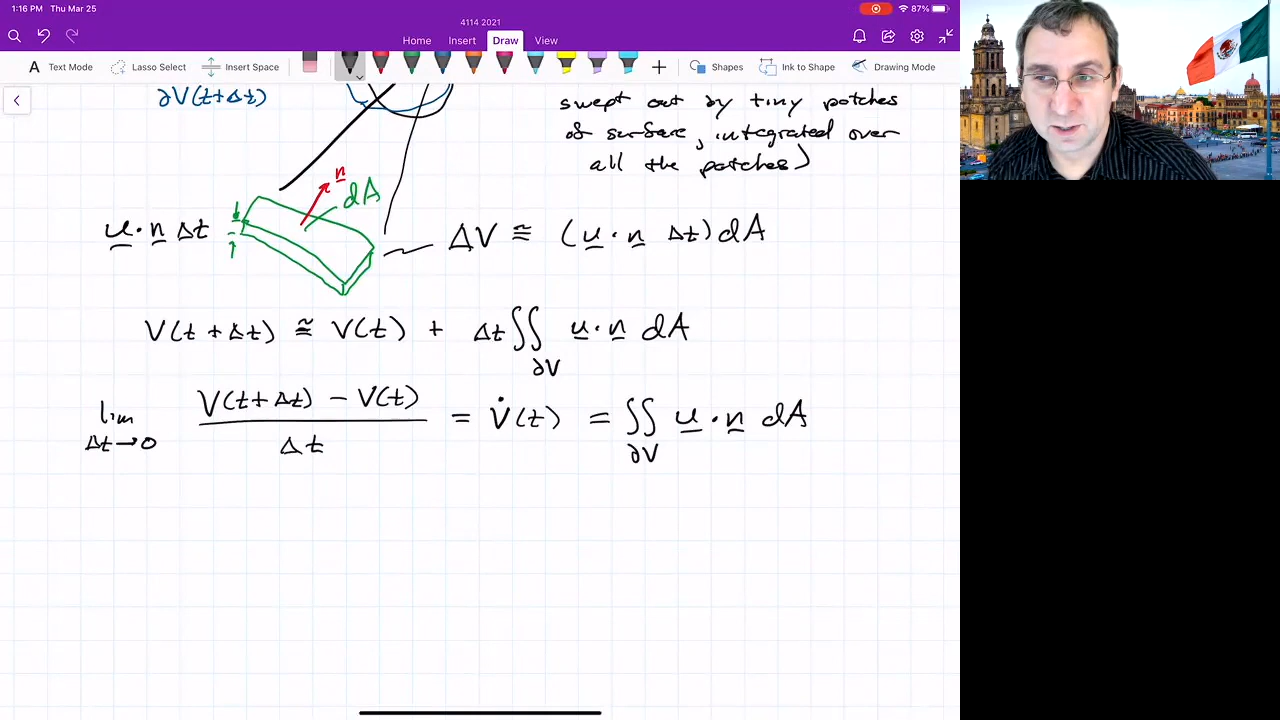 1:16 PM Thu Mar 25
87%
4114 2021
Home Insert Draw View
Text Mode Lasso Select Insert Space Shapes Ink to Shape Drawing Mode
∂V(t+Δt)
swept out by tiny patches
of surface, integrated over
all the patches)
n
dA
u·n Δt
ΔV ≅ (u·n Δt)dA
V(t+Δt) ≅ V(t) + Δt∬∂V u·n dA
lim Δt→0 V(t+Δt) − V(t) / Δt = V̇(t) = ∬∂V u·n dA